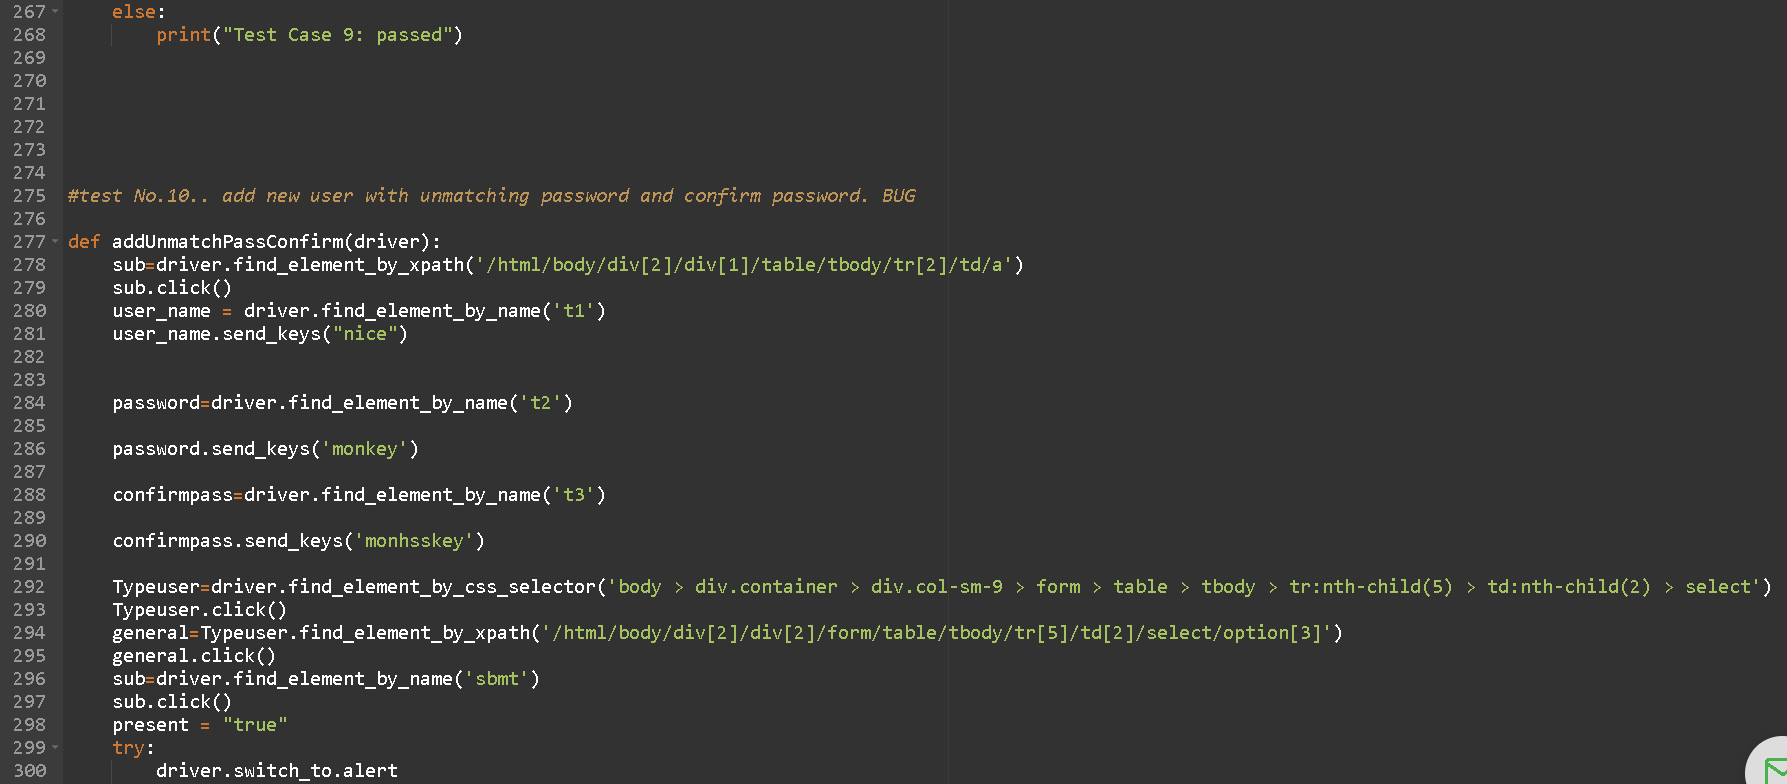 267 else:
268 print("Test Case 9: passed")
269
270
271
272
273
274
275 #test No.10.. add new user with unmatching password and confirm password. BUG
276
277 def addUnmatchPassConfirm(driver):
278 sub=driver.find_element_by_xpath('/html/body/div[2]/div[1]/table/tbody/tr[2]/td/a')
279 sub.click()
280 user_name = driver.find_element_by_name('t1')
281 user_name.send_keys("nice")
282
283
284 password=driver.find_element_by_name('t2')
285
286 password.send_keys('monkey')
287
288 confirmpass=driver.find_element_by_name('t3')
289
290 confirmpass.send_keys('monhsskey')
291
292 Typeuser=driver.find_element_by_css_selector('body > div.container > div.col-sm-9 > form > table > tbody > tr:nth-child(5) > td:nth-child(2) > select')
293 Typeuser.click()
294 general=Typeuser.find_element_by_xpath('/html/body/div[2]/div[2]/form/table/tbody/tr[5]/td[2]/select/option[3]')
295 general.click()
296 sub=driver.find_element_by_name('sbmt')
297 sub.click()
298 present = "true"
299 try:
300 driver.switch_to.alert